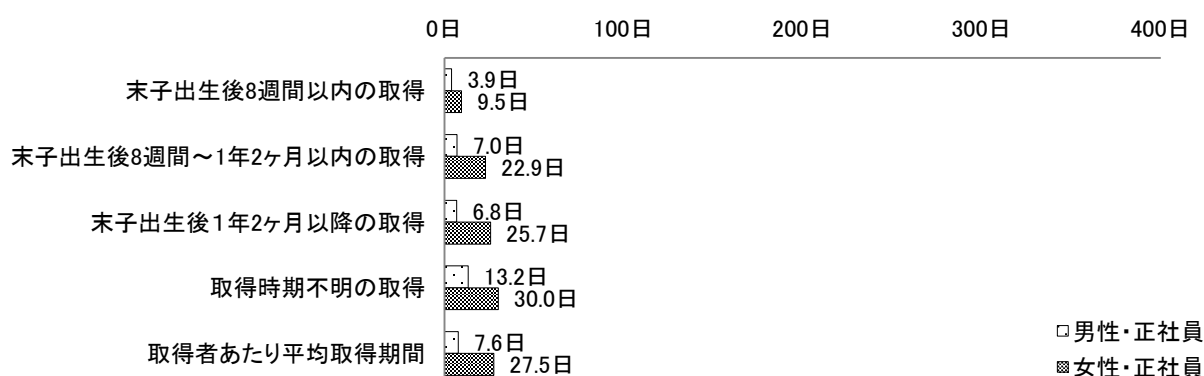 0日 100日 200日 300日 400日
末子出生後8週間以内の取得
3.9日
9.5日
末子出生後8週間～1年2ヶ月以内の取得
7.0日
22.9日
末子出生後１年2ヶ月以降の取得
6.8日
25.7日
取得時期不明の取得
13.2日
30.0日
取得者あたり平均取得期間
7.6日
27.5日
男性・正社員
女性・正社員